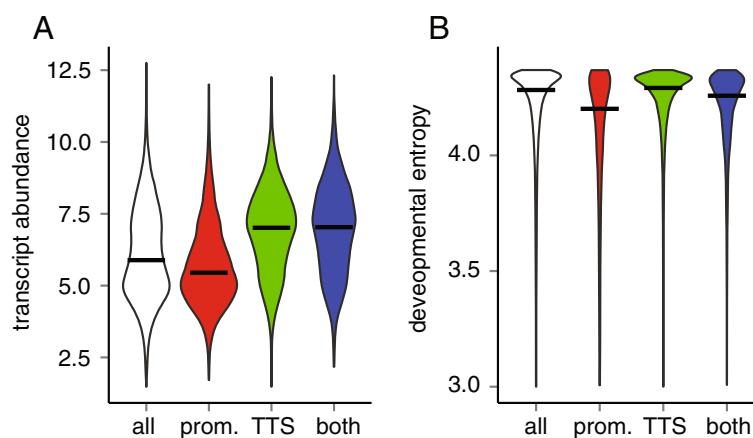 A
transcript abundance
12.5
10.0
7.5
5.0
2.5
all prom. TTS both
B
deveopmental entropy
4.0
3.5
3.0
all prom. TTS both